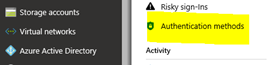 Storage accounts
Virtual networks
Azure Active Directory
Risky sign-ins
Authentication methods
Activity